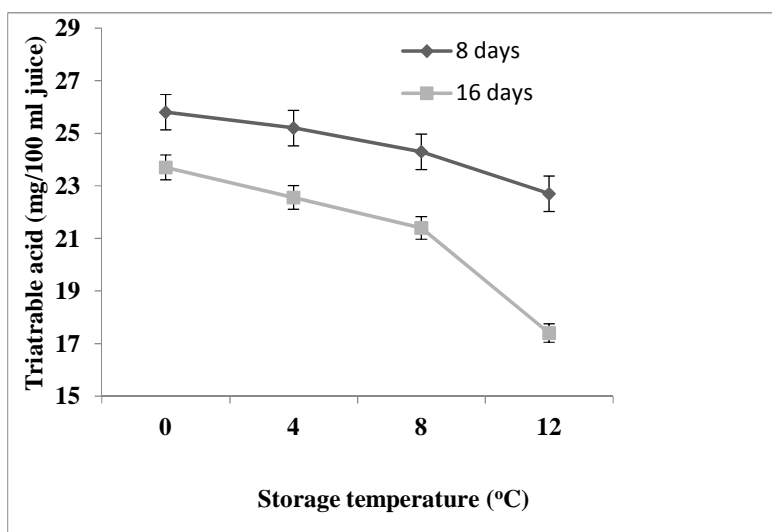 29
27
25
23
21
19
17
15
Triatrable acid (mg/100 ml juice)
8 days
16 days
0 4 8 12
Storage temperature (ºC)